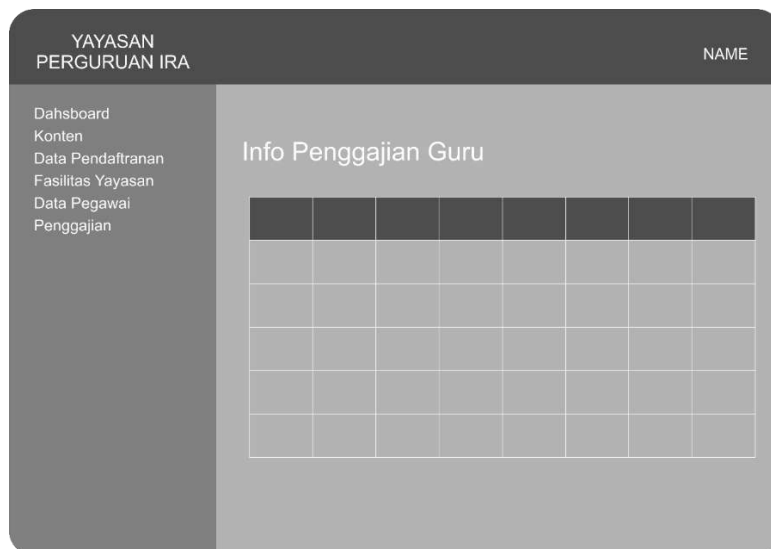 YAYASAN
PERGURUAN IRA
NAME
Dahsboard
Konten
Data Pendaftranan
Fasilitas Yayasan
Data Pegawai
Penggajian
Info Penggajian Guru